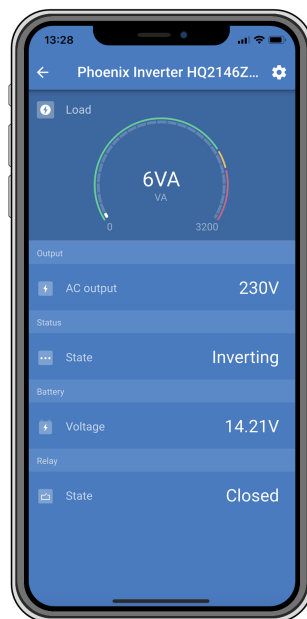 13:28
Phoenix Inverter HQ2146Z...
Load
6VA
VA
0 3200
Output
AC output 230V
Status
State Inverting
Battery
Voltage 14.21V
Relay
State Closed